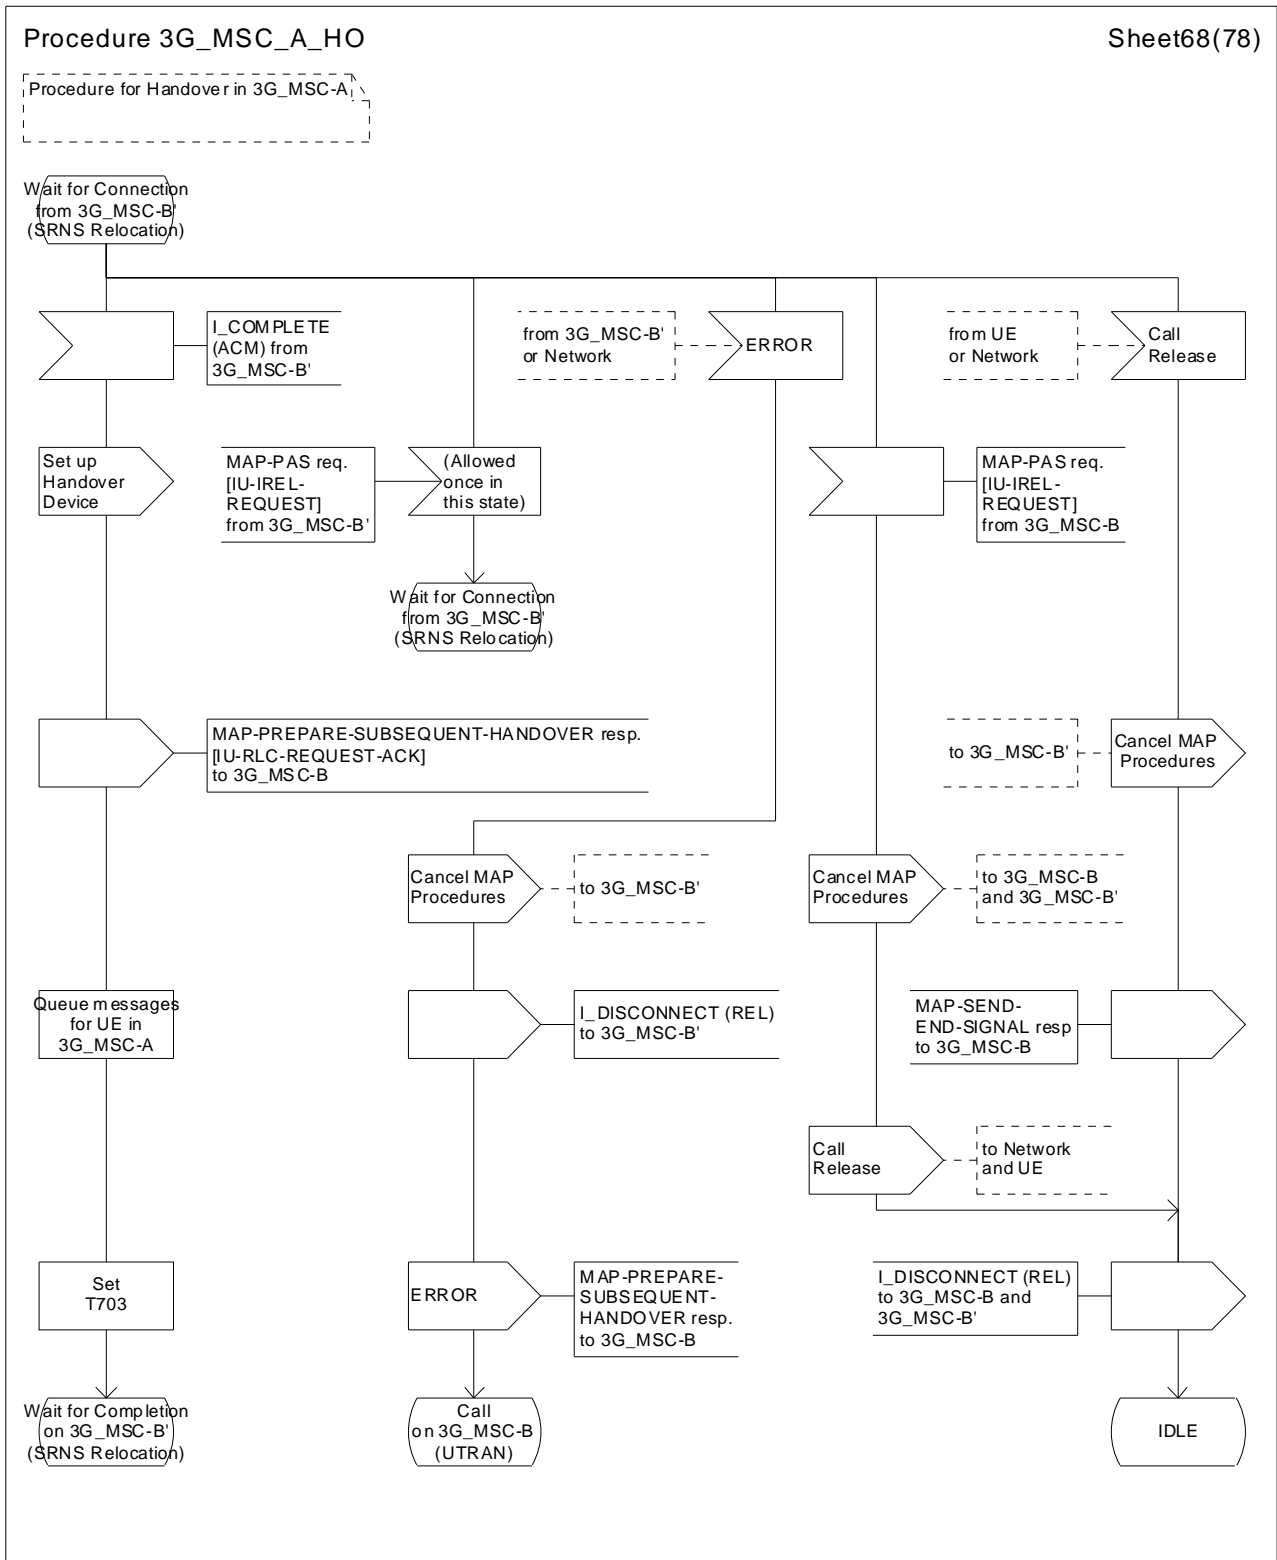 Procedure 3G_MSC_A_HO
Sheet68(78)
Procedure for Handover in 3G_MSC-A
Wait for Connection
from 3G_MSC-B'
(SRNS Relocation)
I_COMPLETE
(ACM) from
3G_MSC-B'
from 3G_MSC-B'
or Network
ERROR
from UE
or Network
Call
Release
Set up
Handover
Device
MAP-PAS req.
[IU-IREL-
REQUEST]
from 3G_MSC-B'
(Allowed
once in
this state)
MAP-PAS req.
[IU-IREL-
REQUEST]
from 3G_MSC-B
Wait for Connection
from 3G_MSC-B'
(SRNS Relocation)
MAP-PREPARE-SUBSEQUENT-HANDOVER resp.
[IU-RLC-REQUEST-ACK]
to 3G_MSC-B
to 3G_MSC-B'
Cancel MAP
Procedures
Cancel MAP
Procedures
to 3G_MSC-B'
Cancel MAP
Procedures
to 3G_MSC-B
and 3G_MSC-B'
Queue messages
for UE in
3G_MSC-A
I_DISCONNECT (REL)
to 3G_MSC-B'
MAP-SEND-
END-SIGNAL resp
to 3G_MSC-B
Call
Release
to Network
and UE
Set
T703
ERROR
MAP-PREPARE-
SUBSEQUENT-
HANDOVER resp.
to 3G_MSC-B
I_DISCONNECT (REL)
to 3G_MSC-B and
3G_MSC-B'
Wait for Completion
on 3G_MSC-B'
(SRNS Relocation)
Call
on 3G_MSC-B
(UTRAN)
IDLE